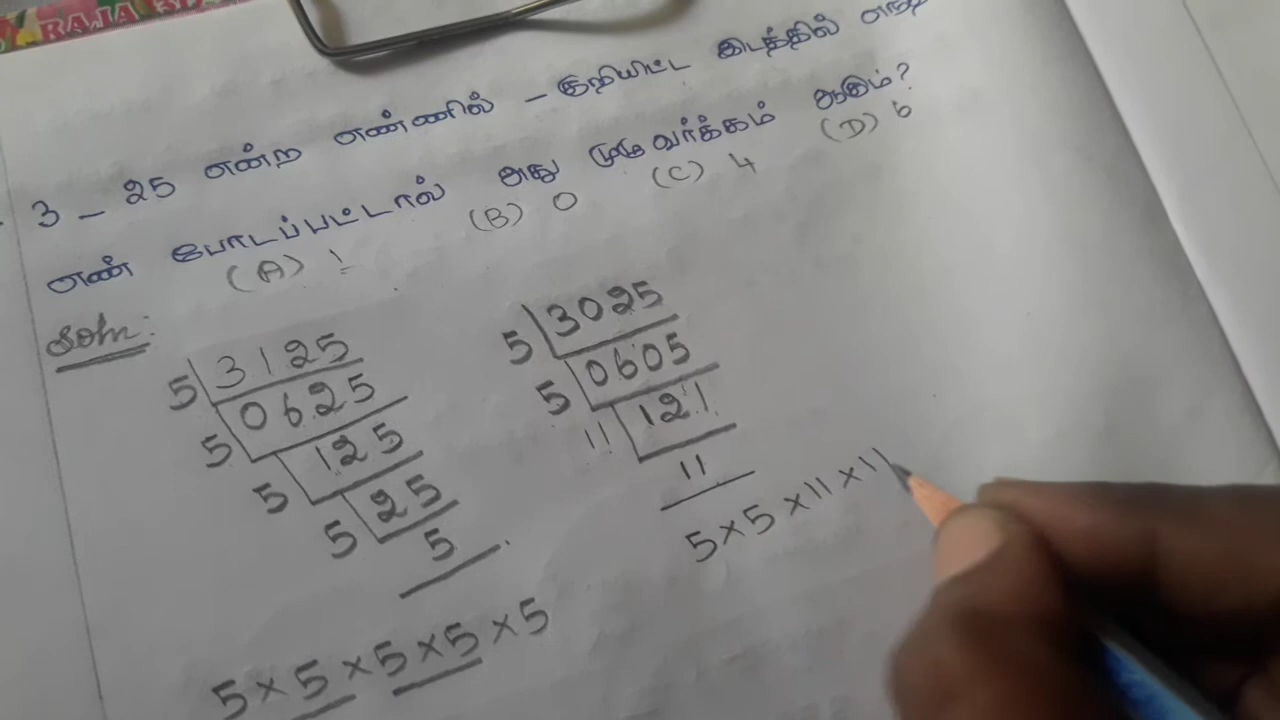 RAJA
3 _ 25 என்ற எண்ணில் – குறியிட்ட இடத்தில் எந்த
எண் போடப்பட்டால் அது முழு வர்க்கம் ஆகும்?
(A) 1 (B) 0 (C) 4 (D) 6
Soln:
5 3125
5 0625
5 125
5 25
5
5 × 5 × 5 × 5 × 5
5 3025
5 0605
11 121
11
5 × 5 × 11 × 11